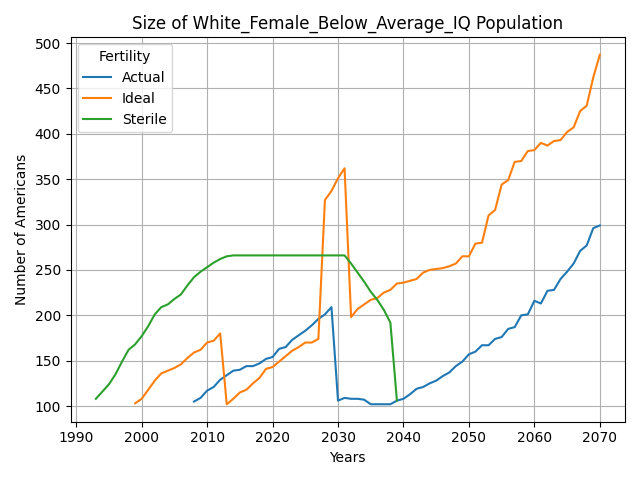 Size of White_Female_Below_Average_IQ Population
Fertility
Actual
Ideal
Sterile
Number of Americans
500
450
400
350
300
250
200
150
100
1990 2000 2010 2020 2030 2040 2050 2060 2070
Years